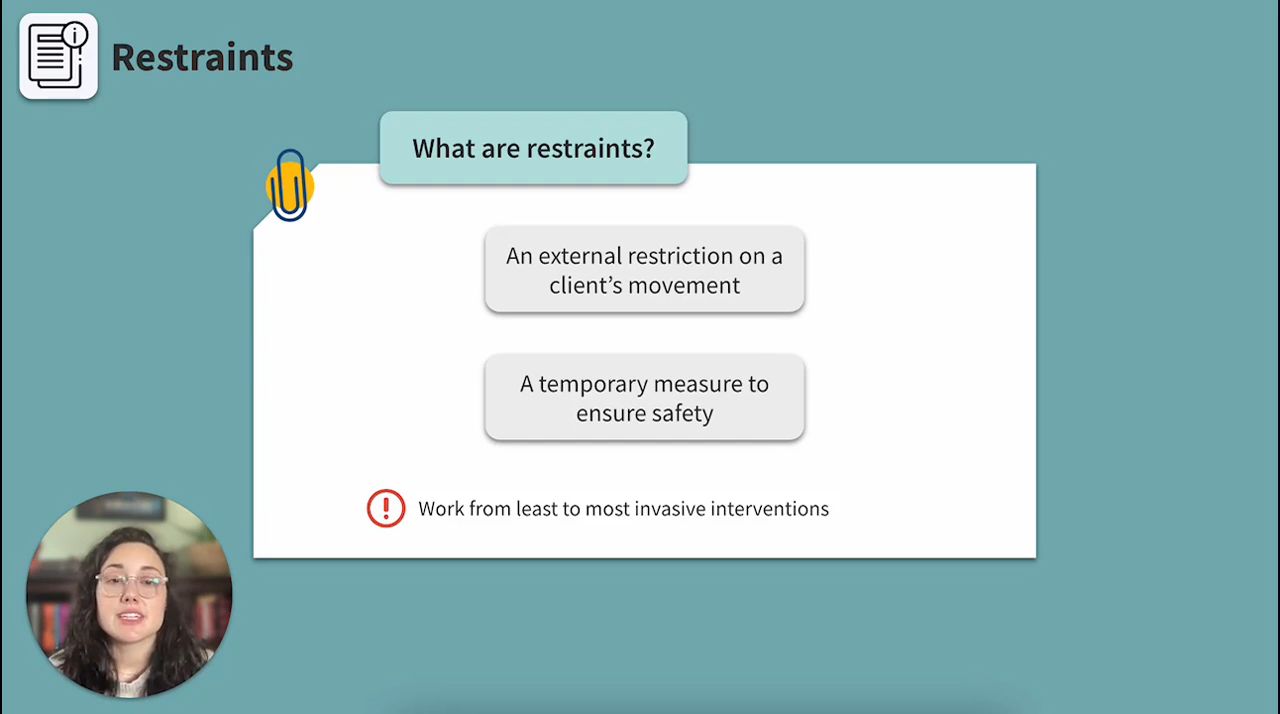 Restraints
What are restraints?
An external restriction on a
client’s movement
A temporary measure to
ensure safety
Work from least to most invasive interventions